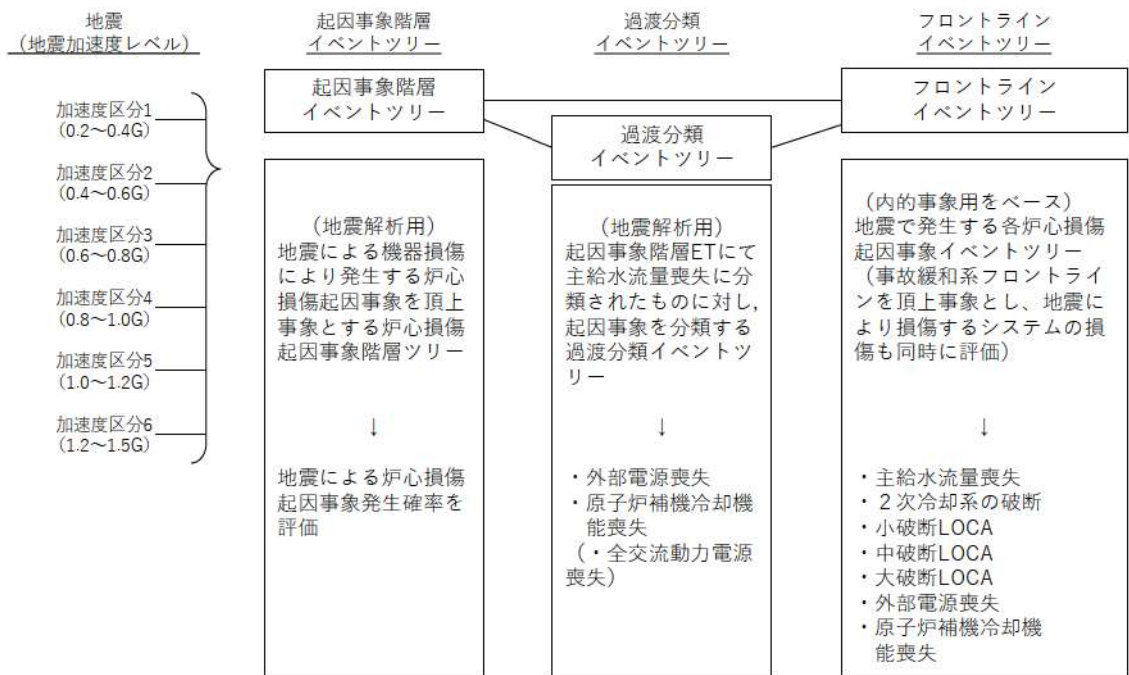 地震
(地震加速度レベル)
加速度区分1
(0.2～0.4G)
加速度区分2
(0.4～0.6G)
加速度区分3
(0.6～0.8G)
加速度区分4
(0.8～1.0G)
加速度区分5
(1.0～1.2G)
加速度区分6
(1.2～1.5G)
起因事象階層
イベントツリー
起因事象階層
イベントツリー
（地震解析用）
地震による機器損傷
により発生する炉心
損傷起因事象を頂上
事象とする炉心損傷
起因事象階層ツリー
↓
地震による炉心損傷
起因事象発生確率を
評価
過渡分類
イベントツリー
過渡分類
イベントツリー
（地震解析用）
起因事象階層ETにて
主給水流量喪失に分
類されたものに対し,
起因事象を分類する
過渡分類イベントツ
リー
↓
・外部電源喪失
・原子炉補機冷却機
能喪失
（・全交流動力電源
喪失）
フロントライン
イベントツリー
フロントライン
イベントツリー
（内的事象用をベース）
地震で発生する各炉心損傷
起因事象イベントツリー
（事故緩和系フロントライ
ンを頂上事象とし、地震に
より損傷するシステムの損
傷も同時に評価）
↓
・主給水流量喪失
・２次冷却系の破断
・小破断LOCA
・中破断LOCA
・大破断LOCA
・外部電源喪失
・原子炉補機冷却機
能喪失